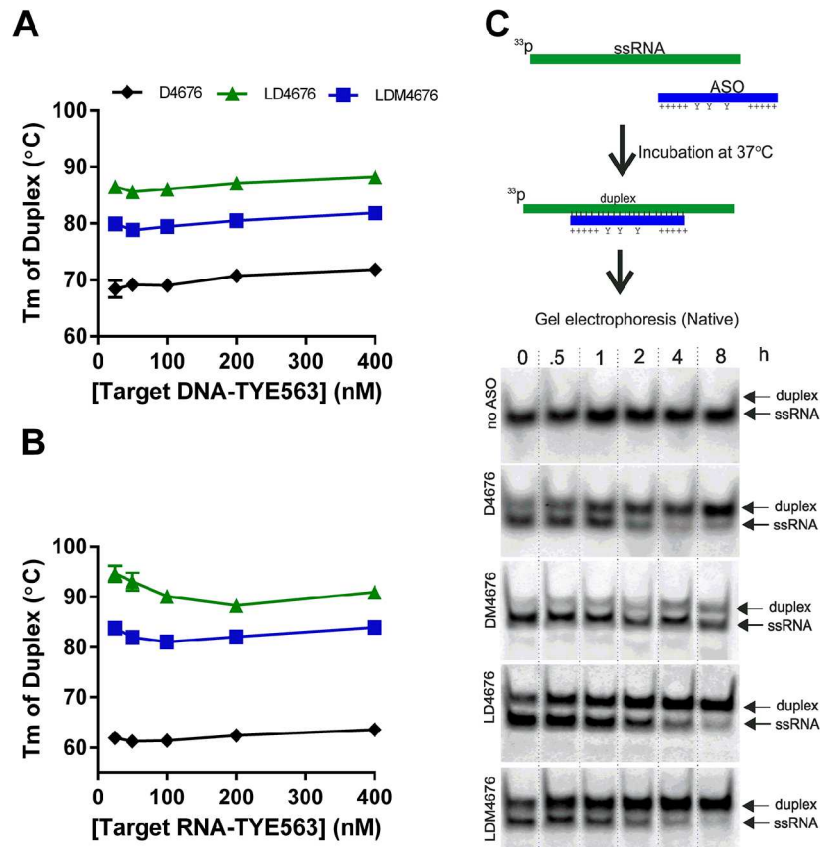 A
D4676 LD4676 LDM4676
Tm of Duplex (°C)
100
90
80
70
60
0 100 200 300 400
[Target DNA-TYE563] (nM)
B
Tm of Duplex (°C)
100
90
80
70
60
0 100 200 300 400
[Target RNA-TYE563] (nM)
C
33p ssRNA
ASO
+++++ Y Y Y +++++
Incubation at 37°C
33p duplex
+++++ Y Y Y +++++
Gel electrophoresis (Native)
0 .5 1 2 4 8 h
no ASO
duplex
ssRNA
D4676
duplex
ssRNA
DM4676
duplex
ssRNA
LD4676
duplex
ssRNA
LDM4676
duplex
ssRNA